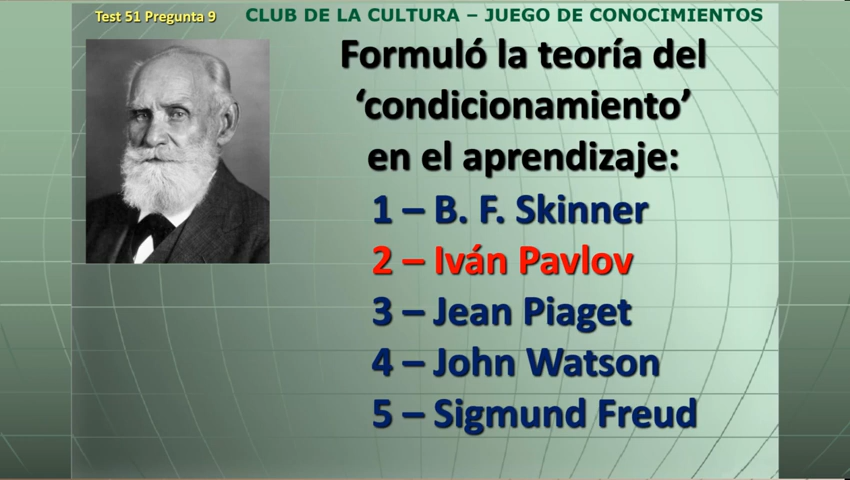 Test 51 Pregunta 9
CLUB DE LA CULTURA – JUEGO DE CONOCIMIENTOS
Formuló la teoría del
‘condicionamiento’
en el aprendizaje:
1 – B. F. Skinner
2 – Iván Pavlov
3 – Jean Piaget
4 – John Watson
5 – Sigmund Freud